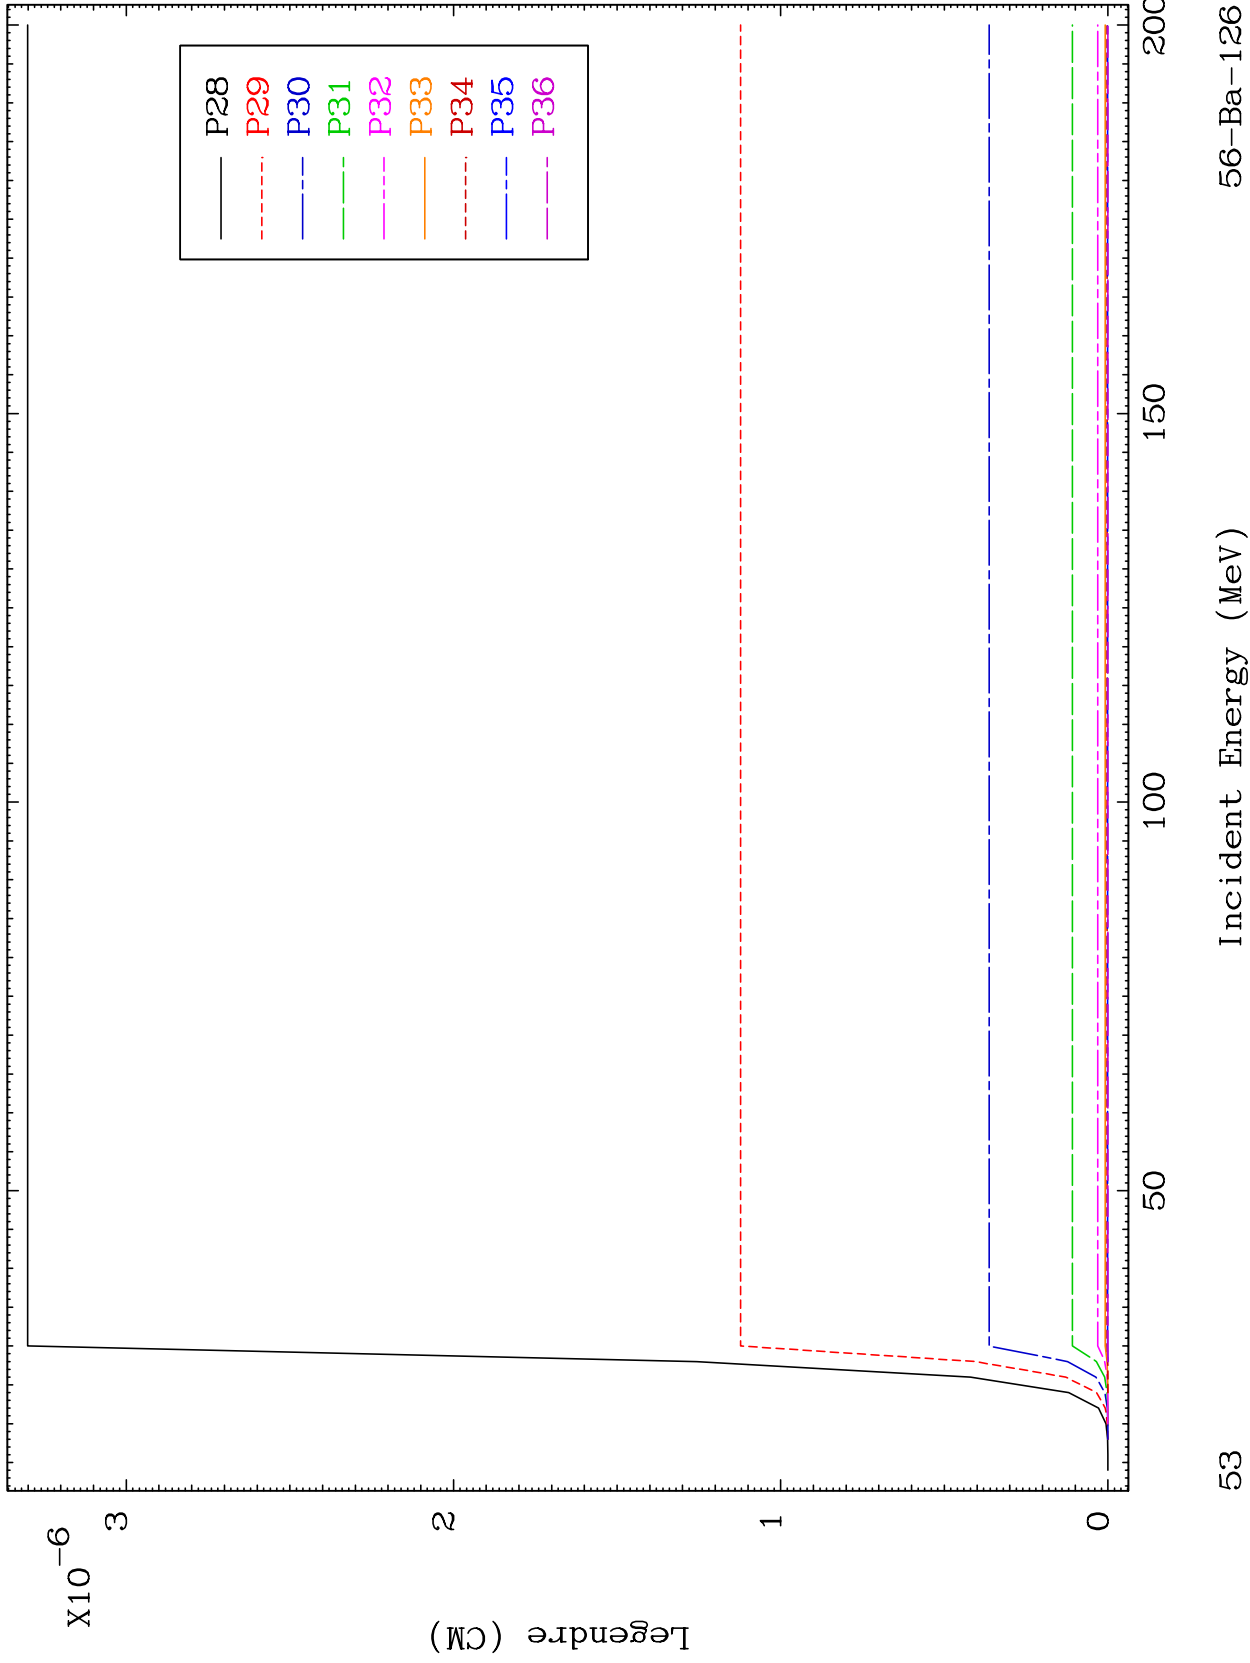 X10-6
3
2
1
0
Legendre (CM)
P28
P29
P30
P31
P32
P33
P34
P35
P36
50
100
150
200
Incident Energy (MeV)
53
56-Ba-126